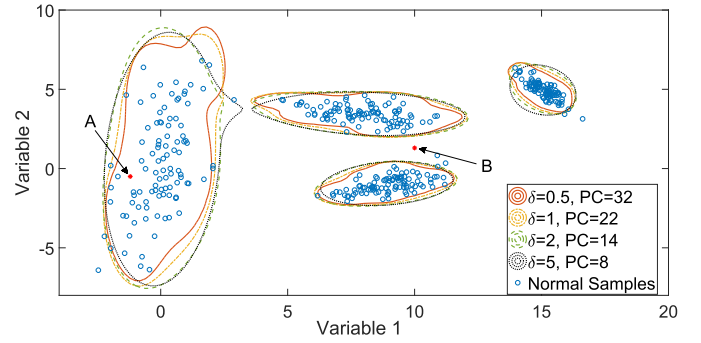 10
5
0
-5
Variable 2
A
B
δ=0.5, PC=32
δ=1, PC=22
δ=2, PC=14
δ=5, PC=8
Normal Samples
0
5
10
15
20
Variable 1